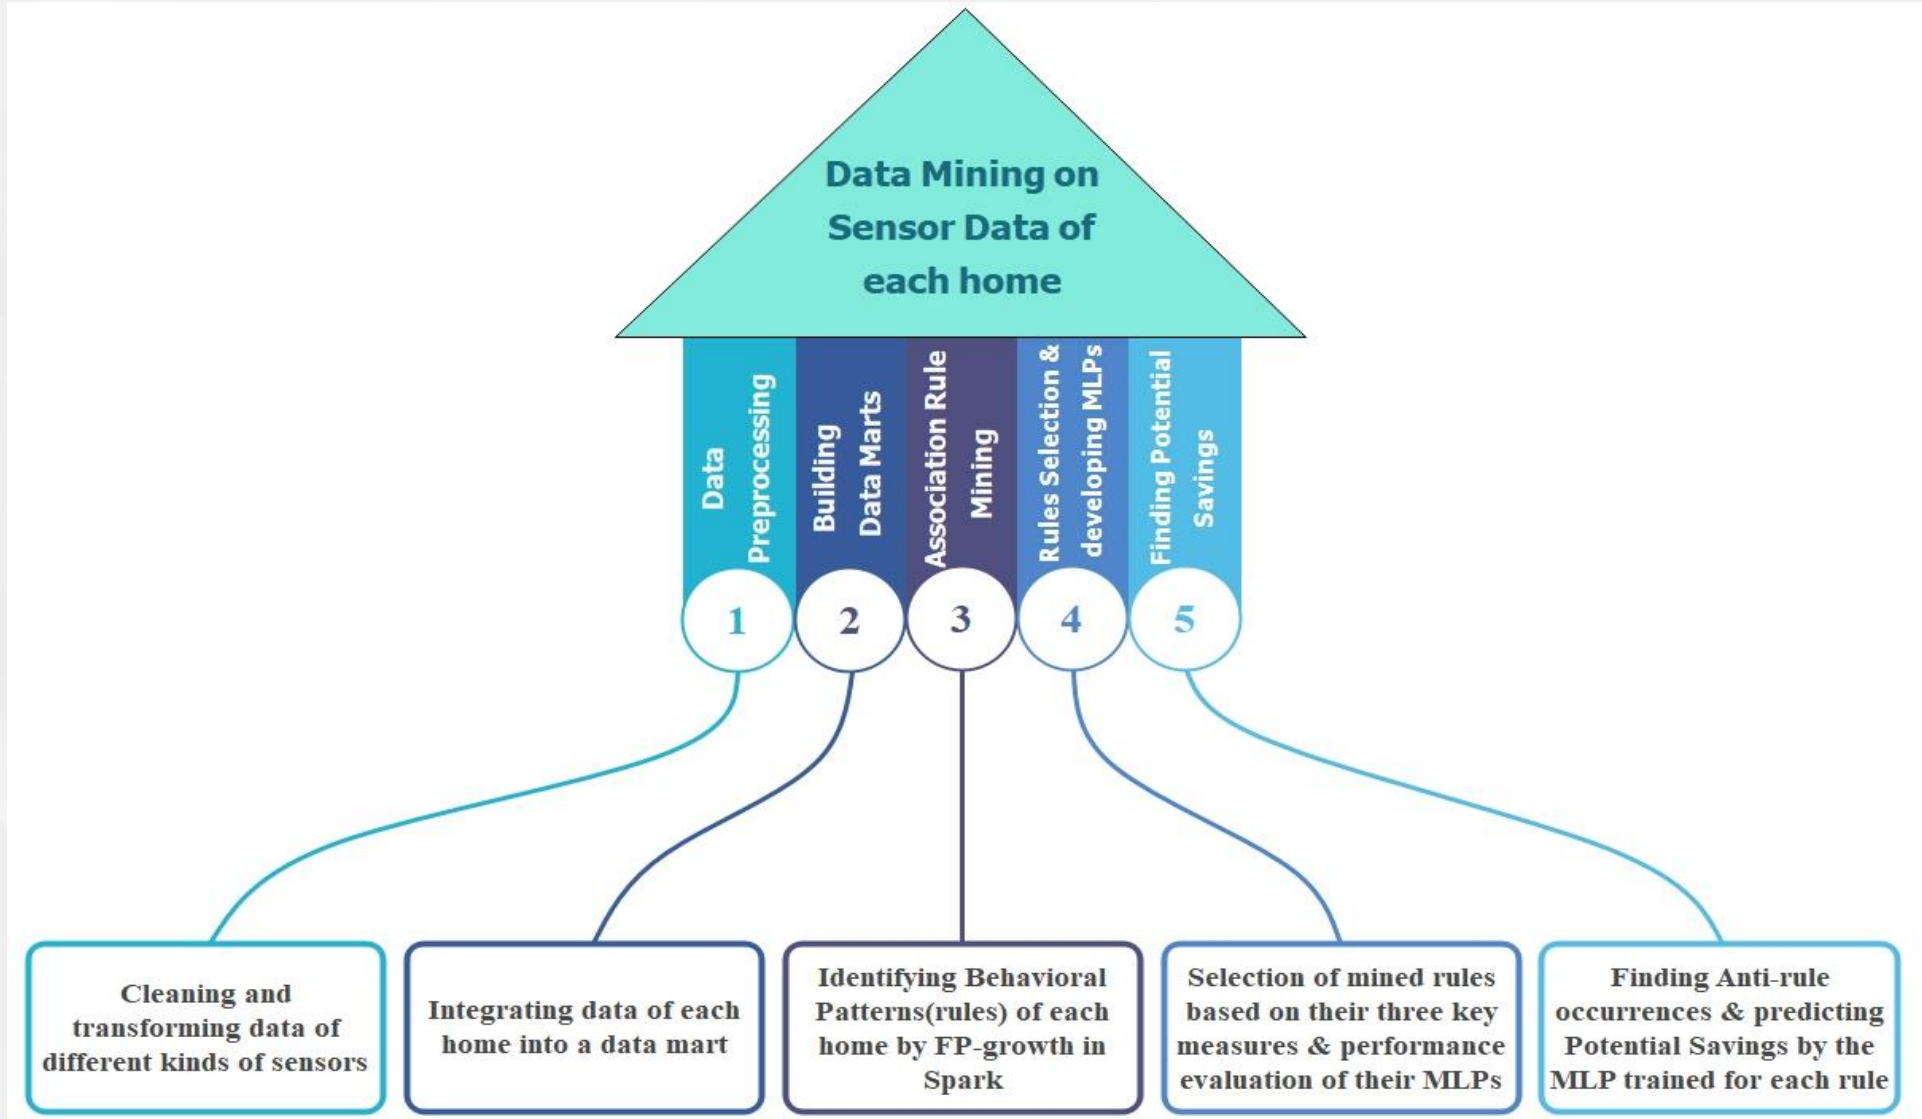 Data Mining on
Sensor Data of
each home
Data
Preprocessing
Building
Data Marts
Association Rule
Mining
Rules Selection &
developing MLPs
Finding Potential
Savings
1
2
3
4
5
Cleaning and
transforming data of
different kinds of sensors
Integrating data of each
home into a data mart
Identifying Behavioral
Patterns(rules) of each
home by FP-growth in
Spark
Selection of mined rules
based on their three key
measures & performance
evaluation of their MLPs
Finding Anti-rule
occurrences & predicting
Potential Savings by the
MLP trained for each rule